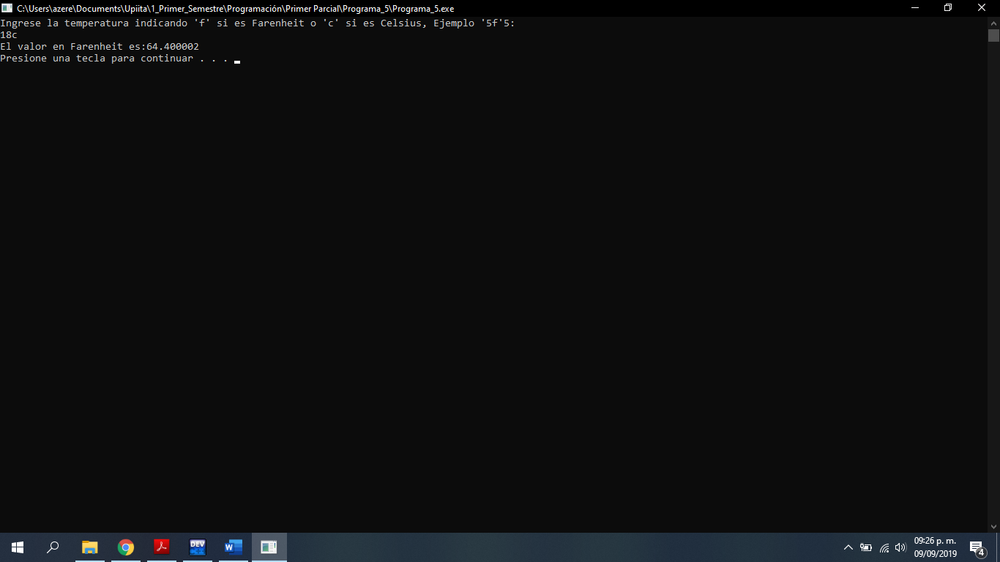 C:\Users\azere\Documents\Upiita\1_Primer_Semestre\Programación\Primer Parcial\Programa_5\Programa_5.exe
Ingrese la temperatura indicando 'f' si es Farenheit o 'c' si es Celsius, Ejemplo '5f'5:
18c
El valor en Farenheit es:64.400002
Presione una tecla para continuar . . .
DEV
W
09:26 p. m.
09/09/2019
4